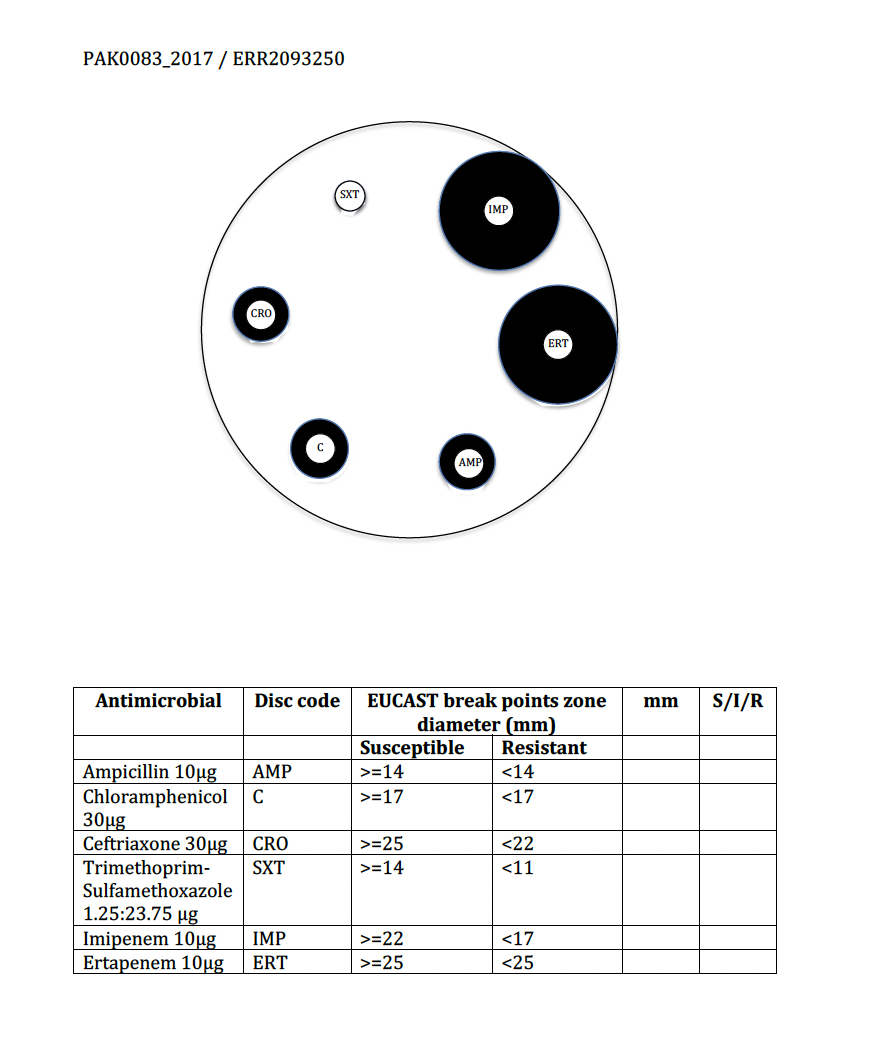 PAK0083_2017 / ERR2093250
SXT
IMP
CRO
ERT
C
AMP
Antimicrobial Disc code EUCAST break points zone diameter (mm) mm S/I/R
Susceptible Resistant
Ampicillin 10µg AMP >=14 <14
Chloramphenicol 30µg C >=17 <17
Ceftriaxone 30µg CRO >=25 <22
Trimethoprim-Sulfamethoxazole 1.25:23.75 µg SXT >=14 <11
Imipenem 10µg IMP >=22 <17
Ertapenem 10µg ERT >=25 <25